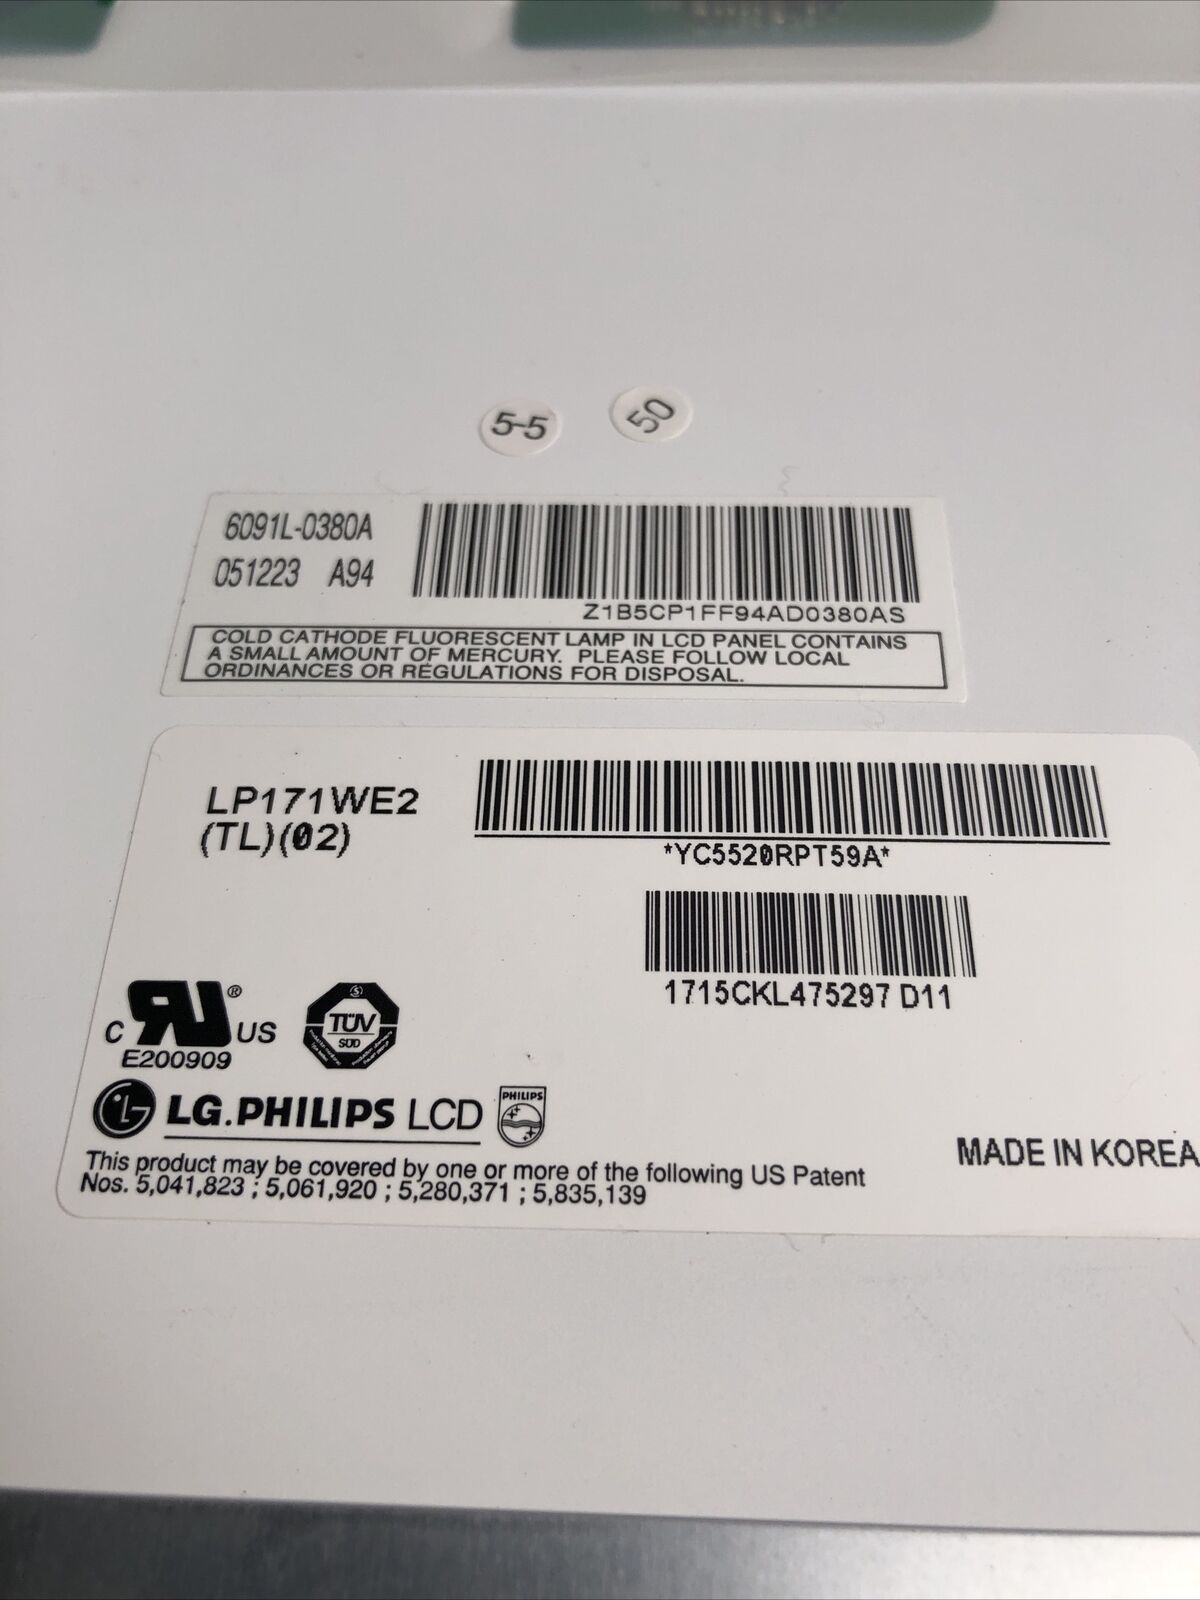 5-5
50
6091L-0380A
051223 A94
Z1B5CP1FF94AD0380AS
COLD CATHODE FLUORESCENT LAMP IN LCD PANEL CONTAINS
A SMALL AMOUNT OF MERCURY. PLEASE FOLLOW LOCAL
ORDINANCES OR REGULATIONS FOR DISPOSAL.
LP171WE2
(TL)(02)
*YC5520RPT59A*
1715CKL475297 D11
C RU® US
E200909
S
TÜV
SÜD
LG LG.PHILIPS LCD PHILIPS
MADE IN KOREA
This product may be covered by one or more of the following US Patent
Nos. 5,041,823 ; 5,061,920 ; 5,280,371 ; 5,835,139